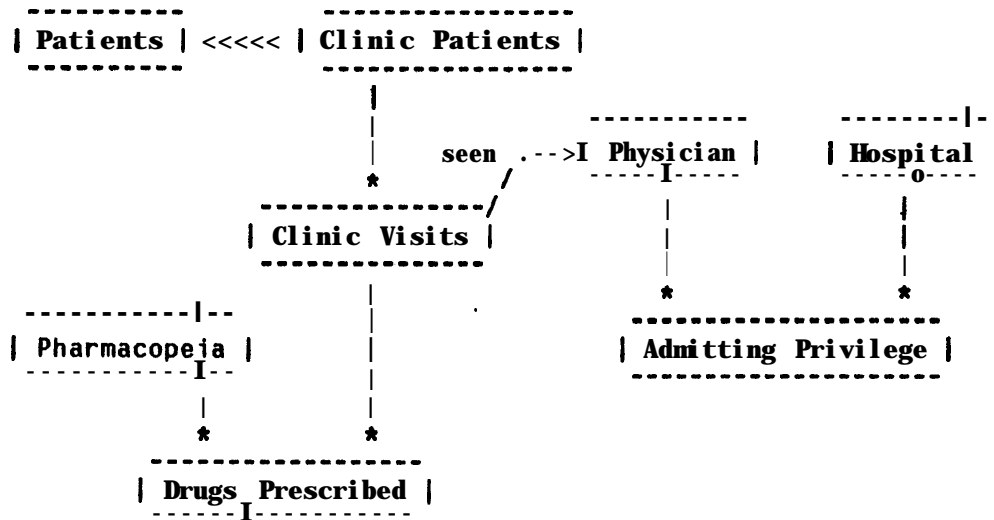 Patients <<<<< Clinic Patients
seen Physician Hospital
Clinic Visits
Pharmacopeia Admitting Privilege
Drugs Prescribed